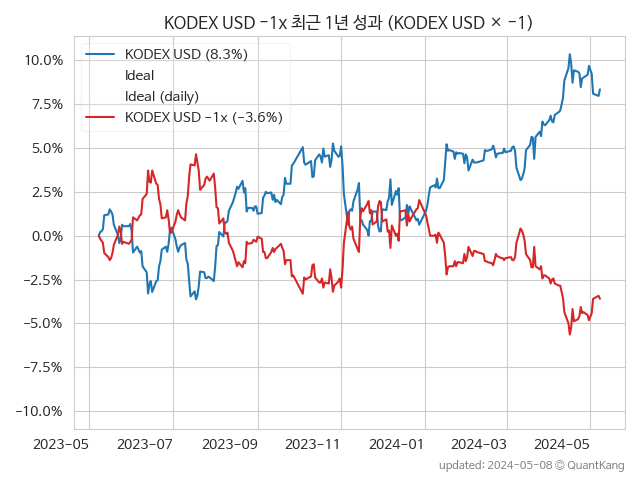 KODEX USD −1x 최근 1년 성과 (KODEX USD × −1)
KODEX USD (8.3%)
Ideal
Ideal (daily)
KODEX USD −1x (−3.6%)
10.0%
7.5%
5.0%
2.5%
0.0%
−2.5%
−5.0%
−7.5%
−10.0%
2023-05 2023-07 2023-09 2023-11 2024-01 2024-03 2024-05
updated: 2024-05-08 © QuantKang